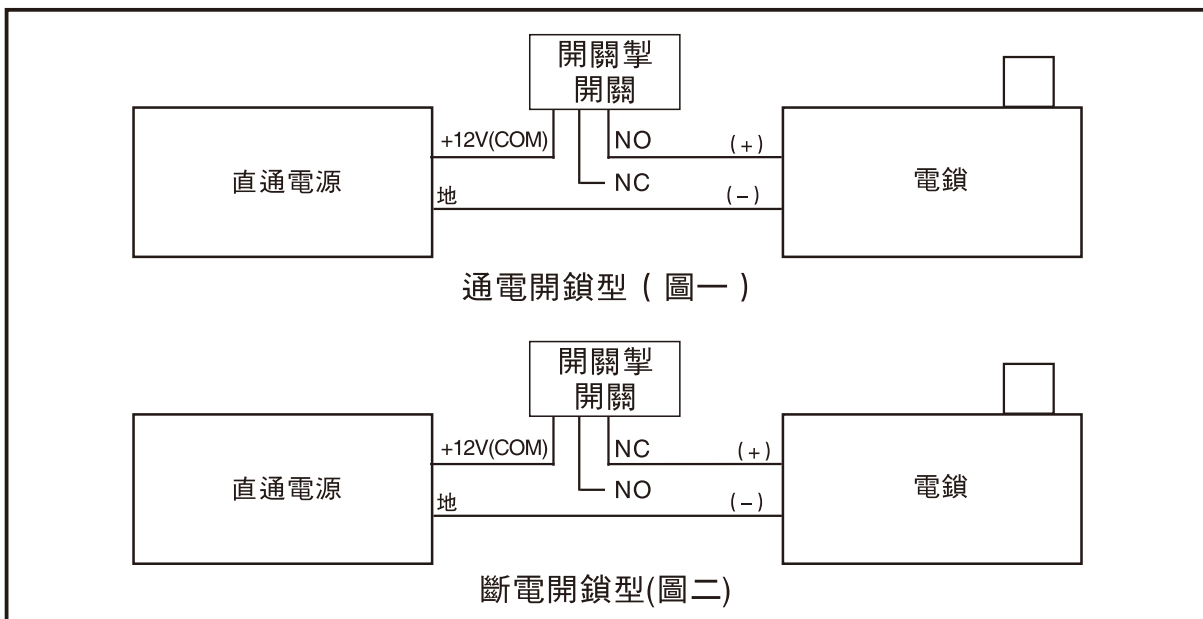 開關掣
開關
+12V(COM)
NO
(+)
直通電源
NC
電鎖
地
(−)
通電開鎖型 ( 圖一 )
開關掣
開關
+12V(COM)
NC
(+)
直通電源
NO
電鎖
地
(−)
斷電開鎖型(圖二)